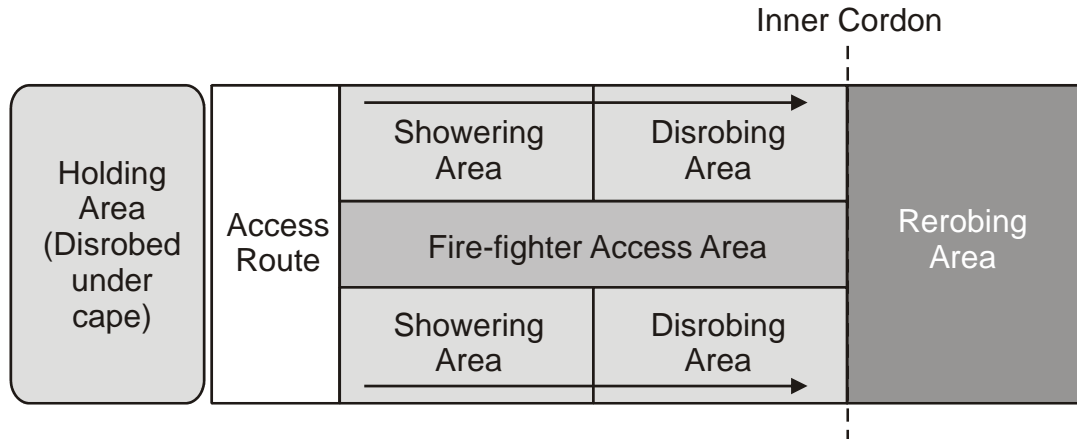 Inner Cordon
Holding
Area
(Disrobed
under
cape)
Access
Route
Showering
Area
Disrobing
Area
Fire-fighter Access Area
Showering
Area
Disrobing
Area
Rerobing
Area